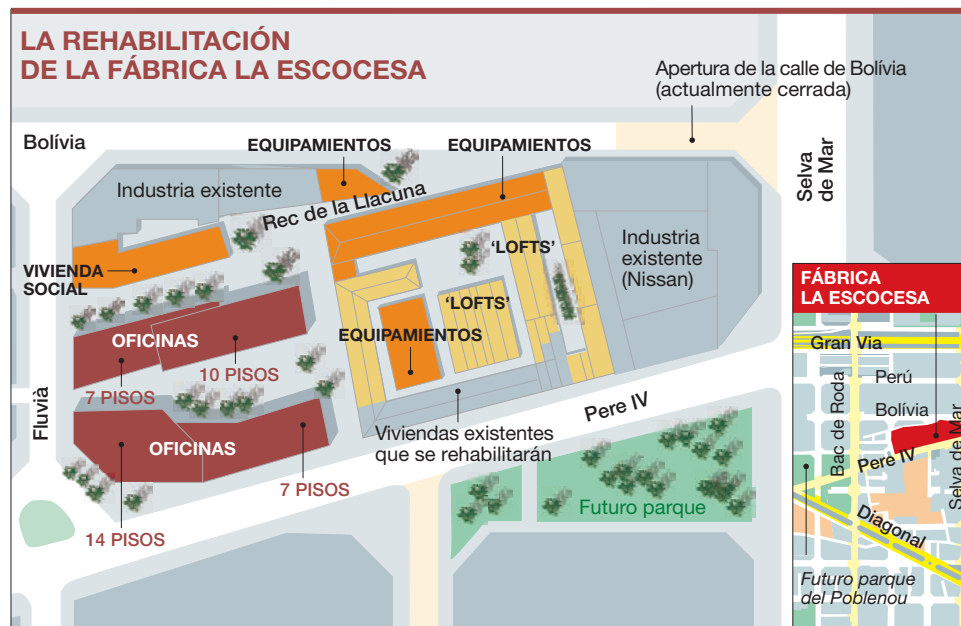 LA REHABILITACIÓN
DE LA FÁBRICA LA ESCOCESA
Apertura de la calle de Bolívia
(actualmente cerrada)
Bolívia
EQUIPAMIENTOS
EQUIPAMIENTOS
Selva
de Mar
Industria existente
Rec de la Llacuna
'LOFTS'
Industria
existente
(Nissan)
VIVIENDA
SOCIAL
'LOFTS'
EQUIPAMIENTOS
OFICINAS
10 PISOS
7 PISOS
Fluvià
Pere IV
Viviendas existentes
que se rehabilitarán
OFICINAS
7 PISOS
14 PISOS
Futuro parque
FÁBRICA
LA ESCOCESA
Gran Via
Perú
Bolívia
Bac de Roda
Pere IV
Selva de Mar
Diagonal
Futuro parque
del Poblenou